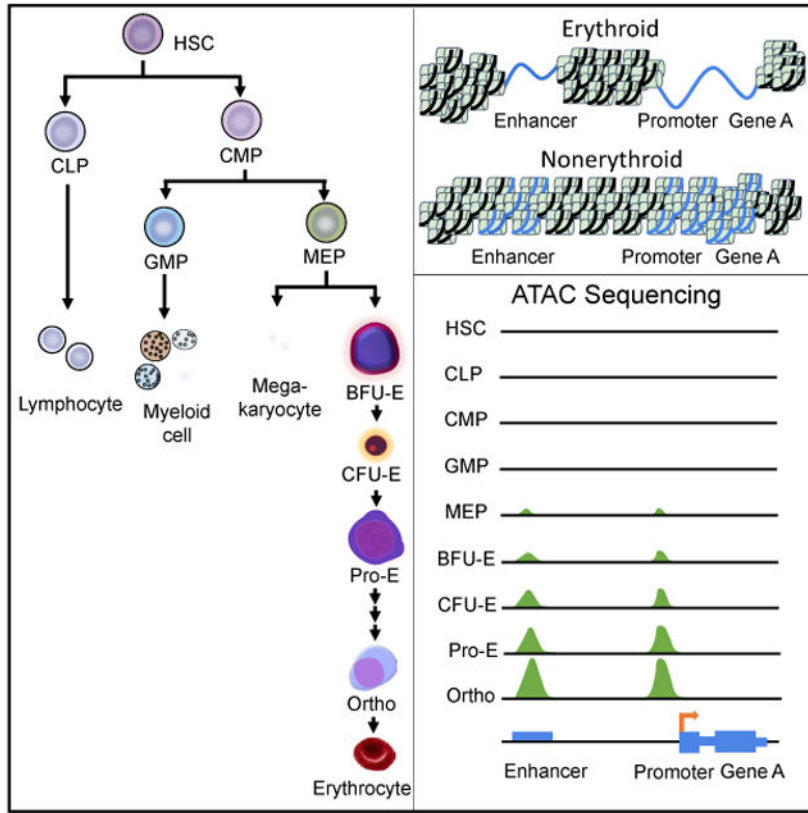 HSC
CLP
CMP
GMP
MEP
Lymphocyte
Myeloid
cell
Mega-
karyocyte
BFU-E
CFU-E
Pro-E
Ortho
Erythrocyte
Erythroid
Enhancer Promoter Gene A
Nonerythroid
Enhancer Promoter Gene A
ATAC Sequencing
HSC
CLP
CMP
GMP
MEP
BFU-E
CFU-E
Pro-E
Ortho
Enhancer Promoter Gene A